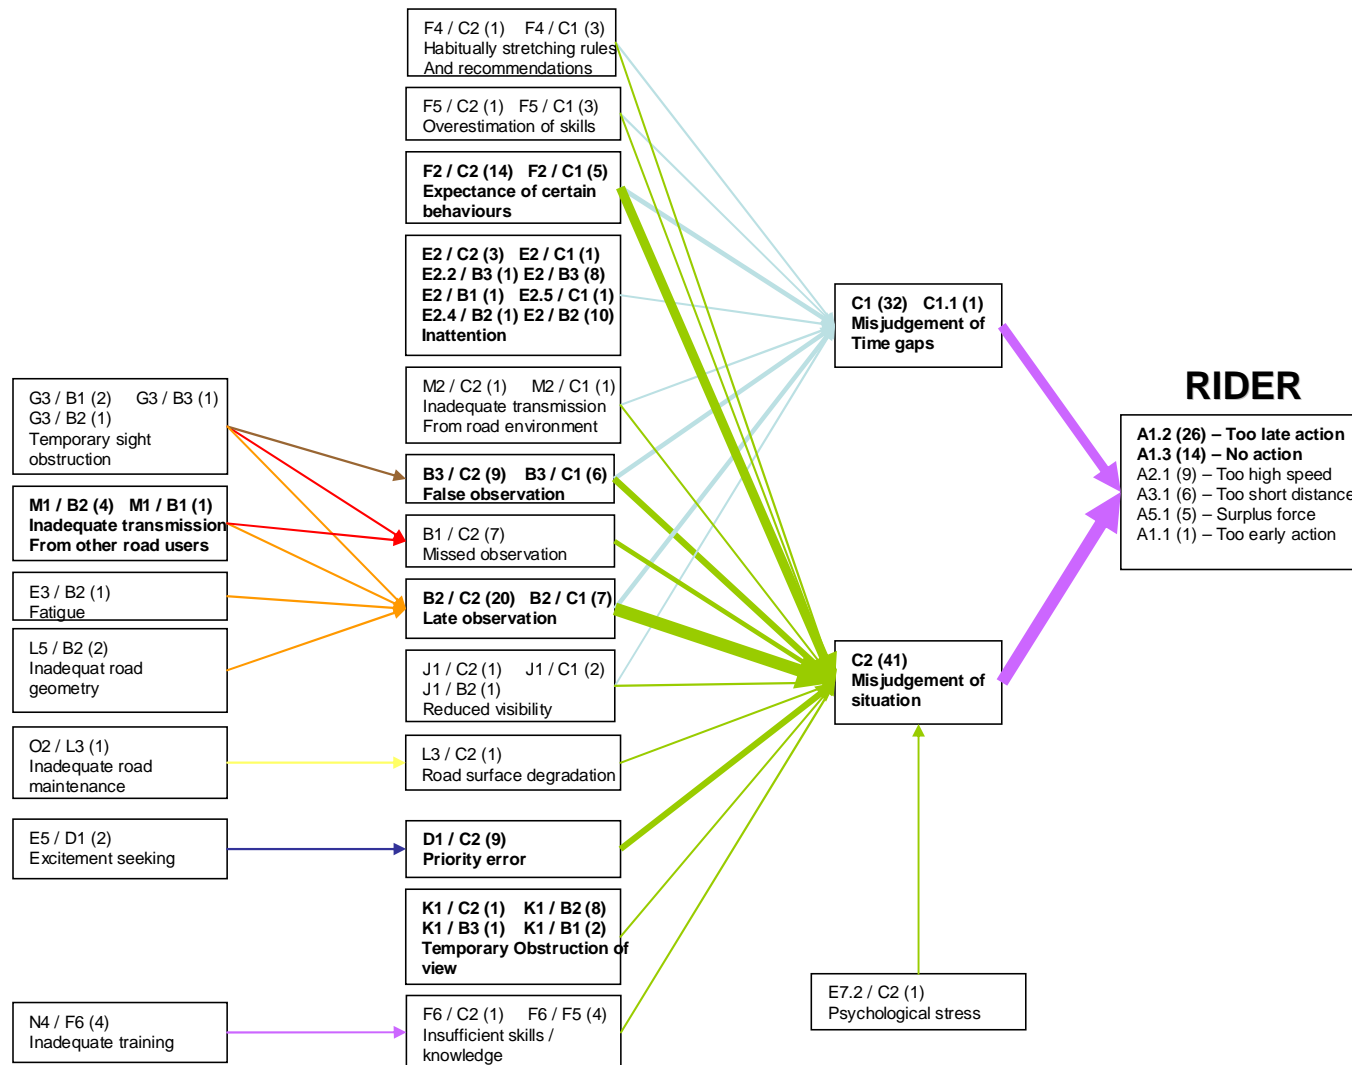 F4 / C2 (1) F4 / C1 (3)
Habitually stretching rules
And recommendations
F5 / C2 (1) F5 / C1 (3)
Overestimation of skills
F2 / C2 (14) F2 / C1 (5)
Expectance of certain
behaviours
E2 / C2 (3) E2 / C1 (1)
E2.2 / B3 (1) E2 / B3 (8)
E2 / B1 (1) E2.5 / C1 (1)
E2.4 / B2 (1) E2 / B2 (10)
Inattention
M2 / C2 (1) M2 / C1 (1)
Inadequate transmission
From road environment
B3 / C2 (9) B3 / C1 (6)
False observation
B1 / C2 (7)
Missed observation
B2 / C2 (20) B2 / C1 (7)
Late observation
J1 / C2 (1) J1 / C1 (2)
J1 / B2 (1)
Reduced visibility
L3 / C2 (1)
Road surface degradation
D1 / C2 (9)
Priority error
K1 / C2 (1) K1 / B2 (8)
K1 / B3 (1) K1 / B1 (2)
Temporary Obstruction of
view
F6 / C2 (1) F6 / F5 (4)
Insufficient skills /
knowledge
G3 / B1 (2) G3 / B3 (1)
G3 / B2 (1)
Temporary sight
obstruction
M1 / B2 (4) M1 / B1 (1)
Inadequate transmission
From other road users
E3 / B2 (1)
Fatigue
L5 / B2 (2)
Inadequat road
geometry
O2 / L3 (1)
Inadequate road
maintenance
E5 / D1 (2)
Excitement seeking
N4 / F6 (4)
Inadequate training
C1 (32) C1.1 (1)
Misjudgement of
Time gaps
C2 (41)
Misjudgement of
situation
E7.2 / C2 (1)
Psychological stress
RIDER
A1.2 (26) – Too late action
A1.3 (14) – No action
A2.1 (9) – Too high speed
A3.1 (6) – Too short distance
A5.1 (5) – Surplus force
A1.1 (1) – Too early action